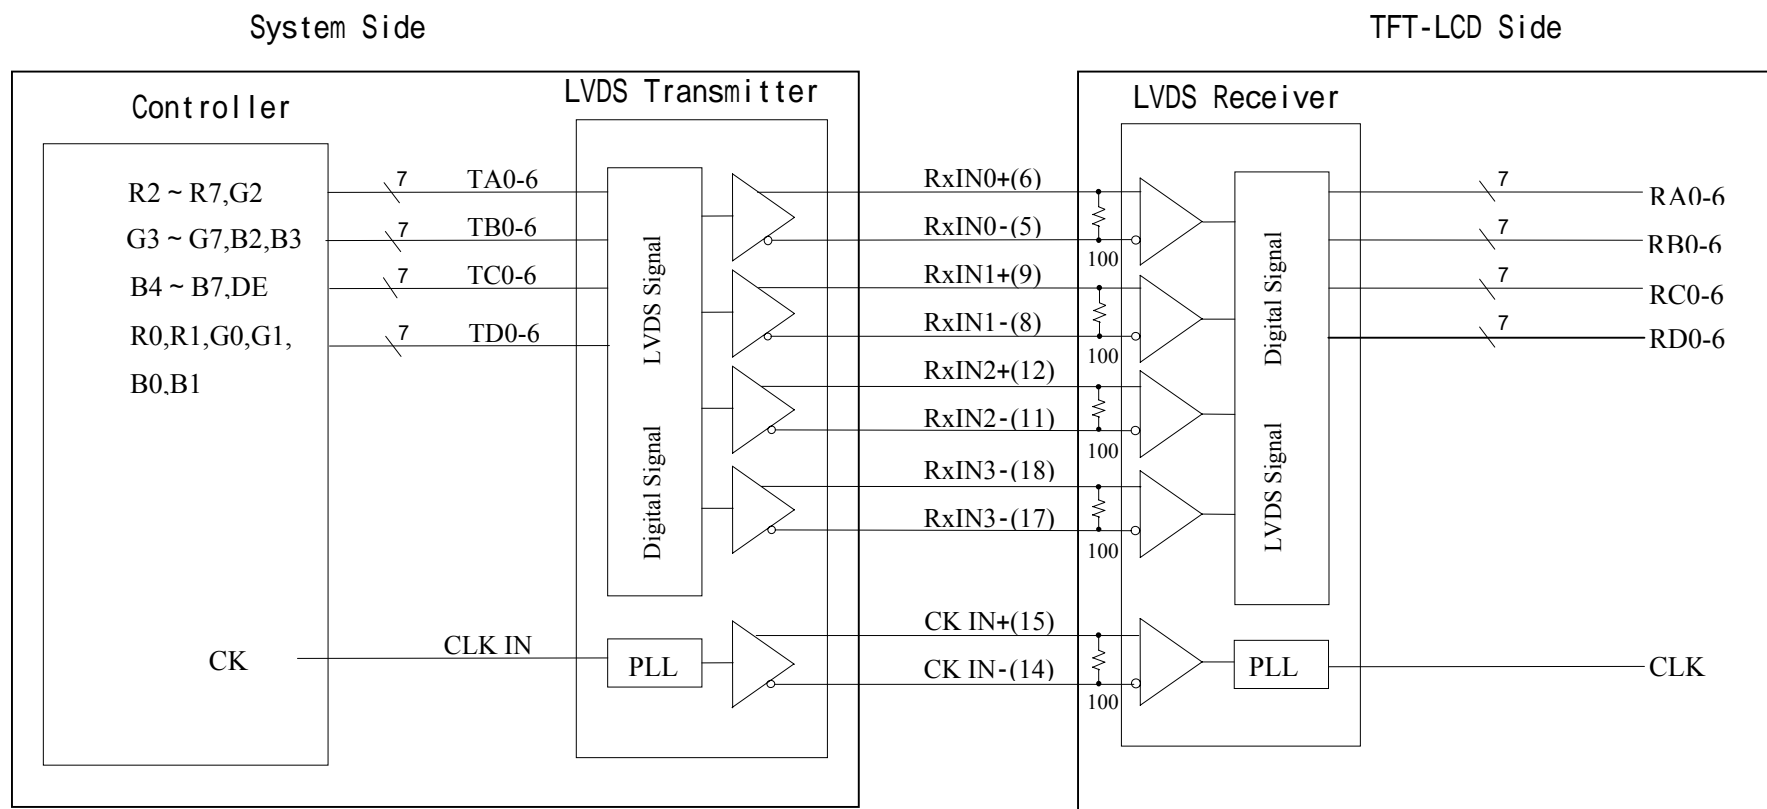 System Side
TFT-LCD Side
Controller
LVDS Transmitter
LVDS Receiver
R2 ~ R7,G2
7
TA0-6
RxIN0+(6)
7
RA0-6
G3 ~ G7,B2,B3
7
TB0-6
RxIN0-(5)
100
7
RB0-6
B4 ~ B7,DE
7
TC0-6
RxIN1+(9)
7
RC0-6
R0,R1,G0,G1,
B0,B1
7
TD0-6
RxIN1-(8)
100
7
RD0-6
LVDS Signal
Digital Signal
RxIN2+(12)
RxIN2-(11)
100
RxIN3-(18)
RxIN3-(17)
100
Digital Signal
LVDS Signal
CK
CLK IN
PLL
CK IN+(15)
CK IN-(14)
100
PLL
CLK